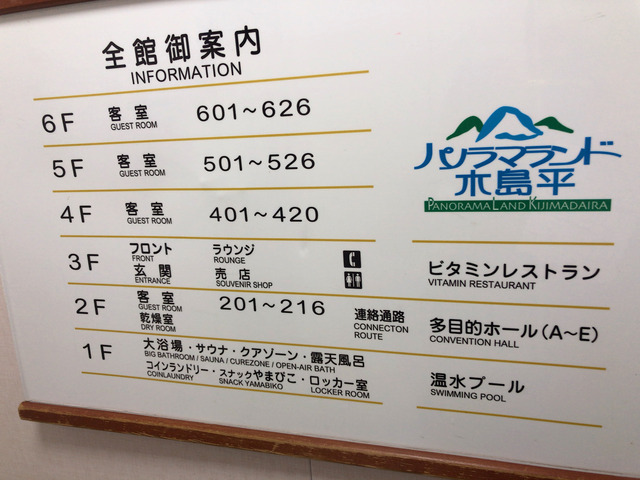 全館御案内
INFORMATION
パノラマランド
木島平
PANORAMA LAND KIJIMADAIRA
6F 客室 601～626
GUEST ROOM
5F 客室 501～526
GUEST ROOM
4F 客室 401～420
GUEST ROOM
3F フロント ラウンジ
FRONT ROUNGE
玄関 売店
ENTRANCE SOUVENIR SHOP
ビタミンレストラン
VITAMIN RESTAURANT
2F 客室 201～216 連絡通路
GUEST ROOM CONNECTON
乾燥室 ROUTE
DRY ROOM
多目的ホール(A～E)
CONVENTION HALL
1F 大浴場・サウナ・クアゾーン・露天風呂
BIG BATHROOM / SAUNA / CUREZONE / OPEN-AIR BATH
コインランドリー・スナックやまびこ・ロッカー室
COINLAUNDRY SNACK YAMABIKO LOCKER ROOM
温水プール
SWIMMING POOL